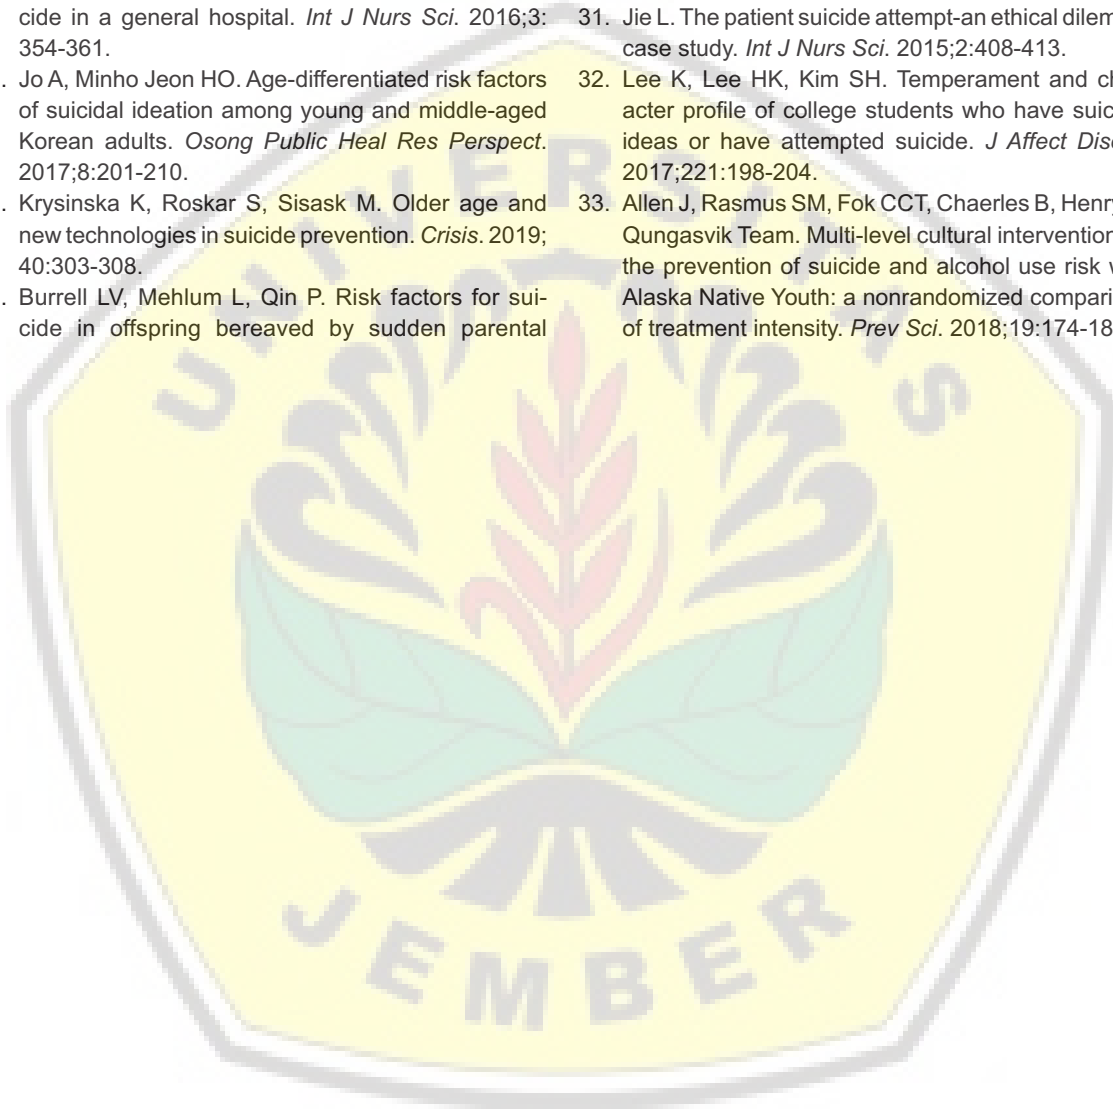 cide in a general hospital. Int J Nurs Sci. 2016;3:
354-361.
. Jo A, Minho Jeon HO. Age-differentiated risk factors
of suicidal ideation among young and middle-aged
Korean adults. Osong Public Heal Res Perspect.
2017;8:201-210.
. Krysinska K, Roskar S, Sisask M. Older age and
new technologies in suicide prevention. Crisis. 2019;
40:303-308.
. Burrell LV, Mehlum L, Qin P. Risk factors for sui-
cide in offspring bereaved by sudden parental
31. Jie L. The patient suicide attempt-an ethical dilem
case study. Int J Nurs Sci. 2015;2:408-413.
32. Lee K, Lee HK, Kim SH. Temperament and ch
acter profile of college students who have suic
ideas or have attempted suicide. J Affect Diso
2017;221:198-204.
33. Allen J, Rasmus SM, Fok CCT, Chaerles B, Henry
Qungasvik Team. Multi-level cultural intervention
the prevention of suicide and alcohol use risk w
Alaska Native Youth: a nonrandomized compari
of treatment intensity. Prev Sci. 2018;19:174-18
UNIVERSITAS
JEMBER